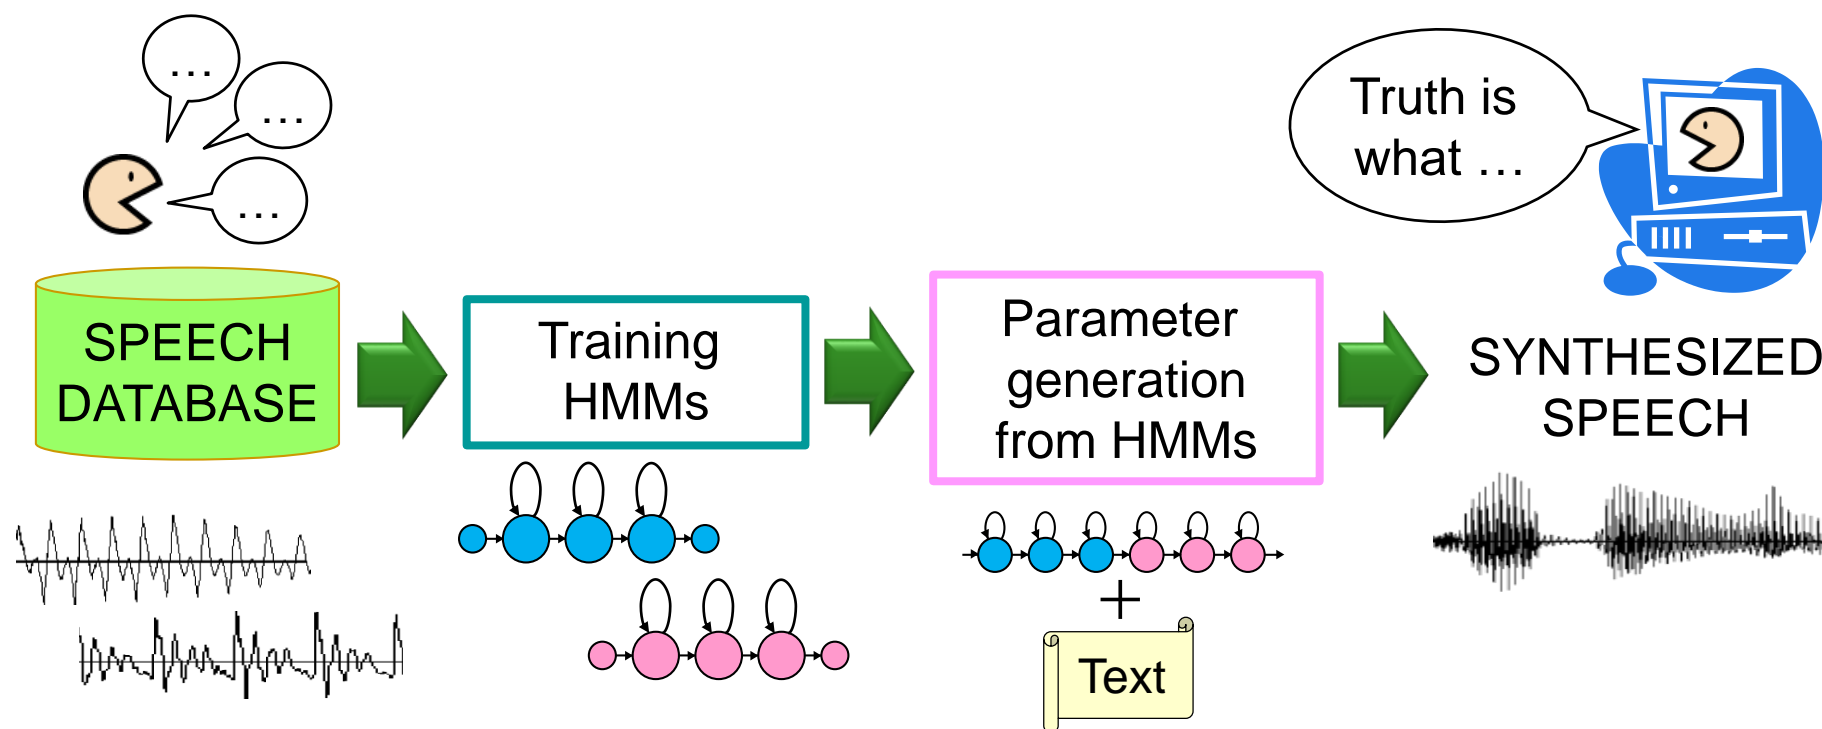 …
…
…
Truth is
what …
SPEECH
DATABASE
Training
HMMs
Parameter
generation
from HMMs
SYNTHESIZED
SPEECH
+
Text